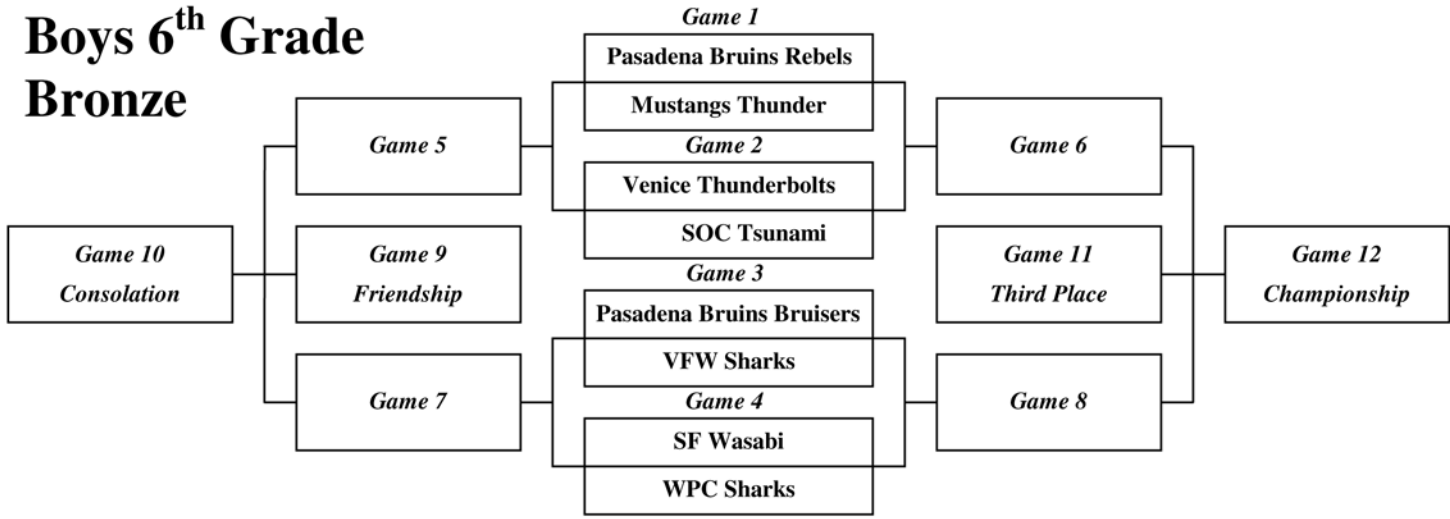 Boys 6th Grade
Bronze
Game 1
Pasadena Bruins Rebels
Mustangs Thunder
Game 5
Game 2
Game 6
Venice Thunderbolts
SOC Tsunami
Game 10
Consolation
Game 9
Friendship
Game 3
Game 11
Third Place
Game 12
Championship
Pasadena Bruins Bruisers
VFW Sharks
Game 7
Game 4
Game 8
SF Wasabi
WPC Sharks